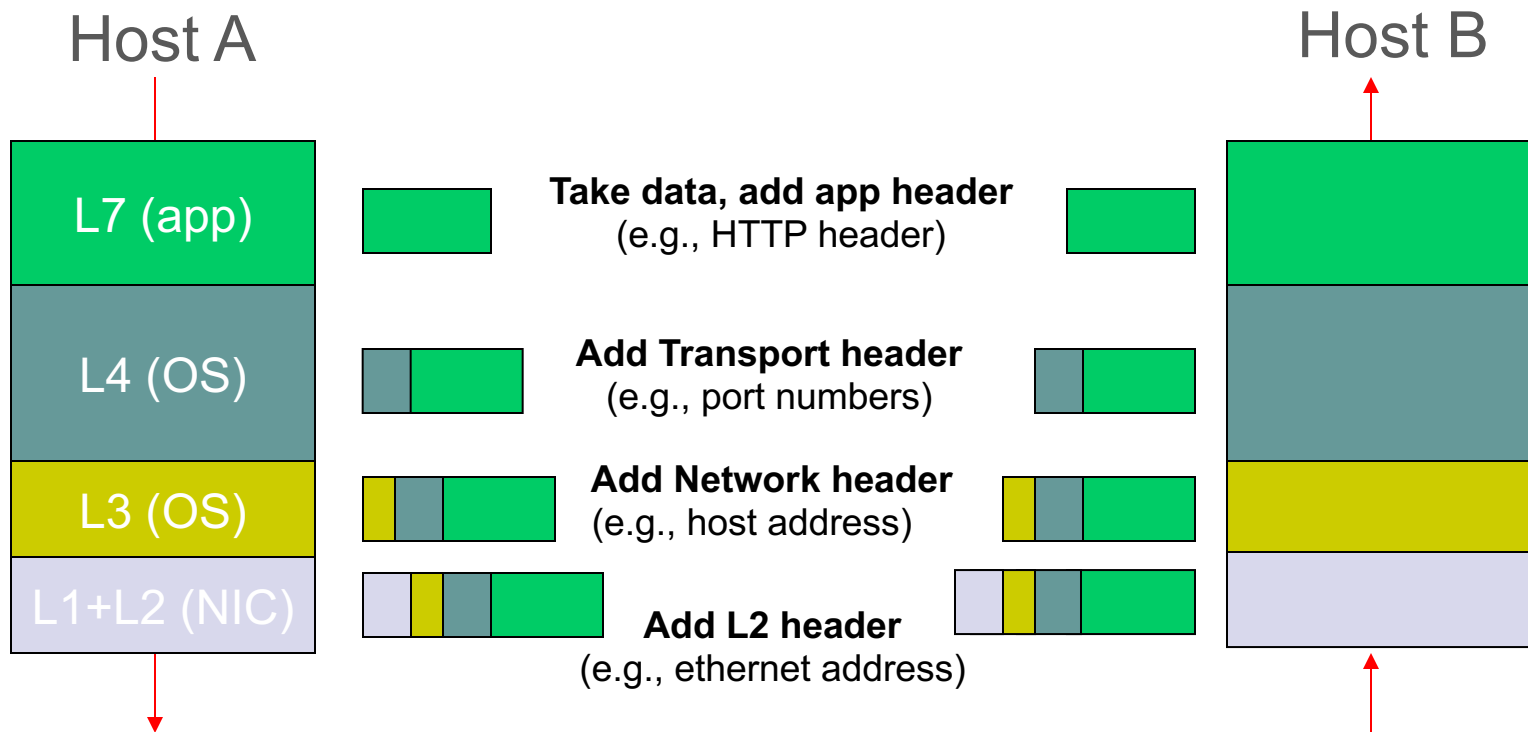 Host A
Host B
L7 (app)
Take data, add app header
(e.g., HTTP header)
L4 (OS)
Add Transport header
(e.g., port numbers)
L3 (OS)
Add Network header
(e.g., host address)
L1+L2 (NIC)
Add L2 header
(e.g., ethernet address)